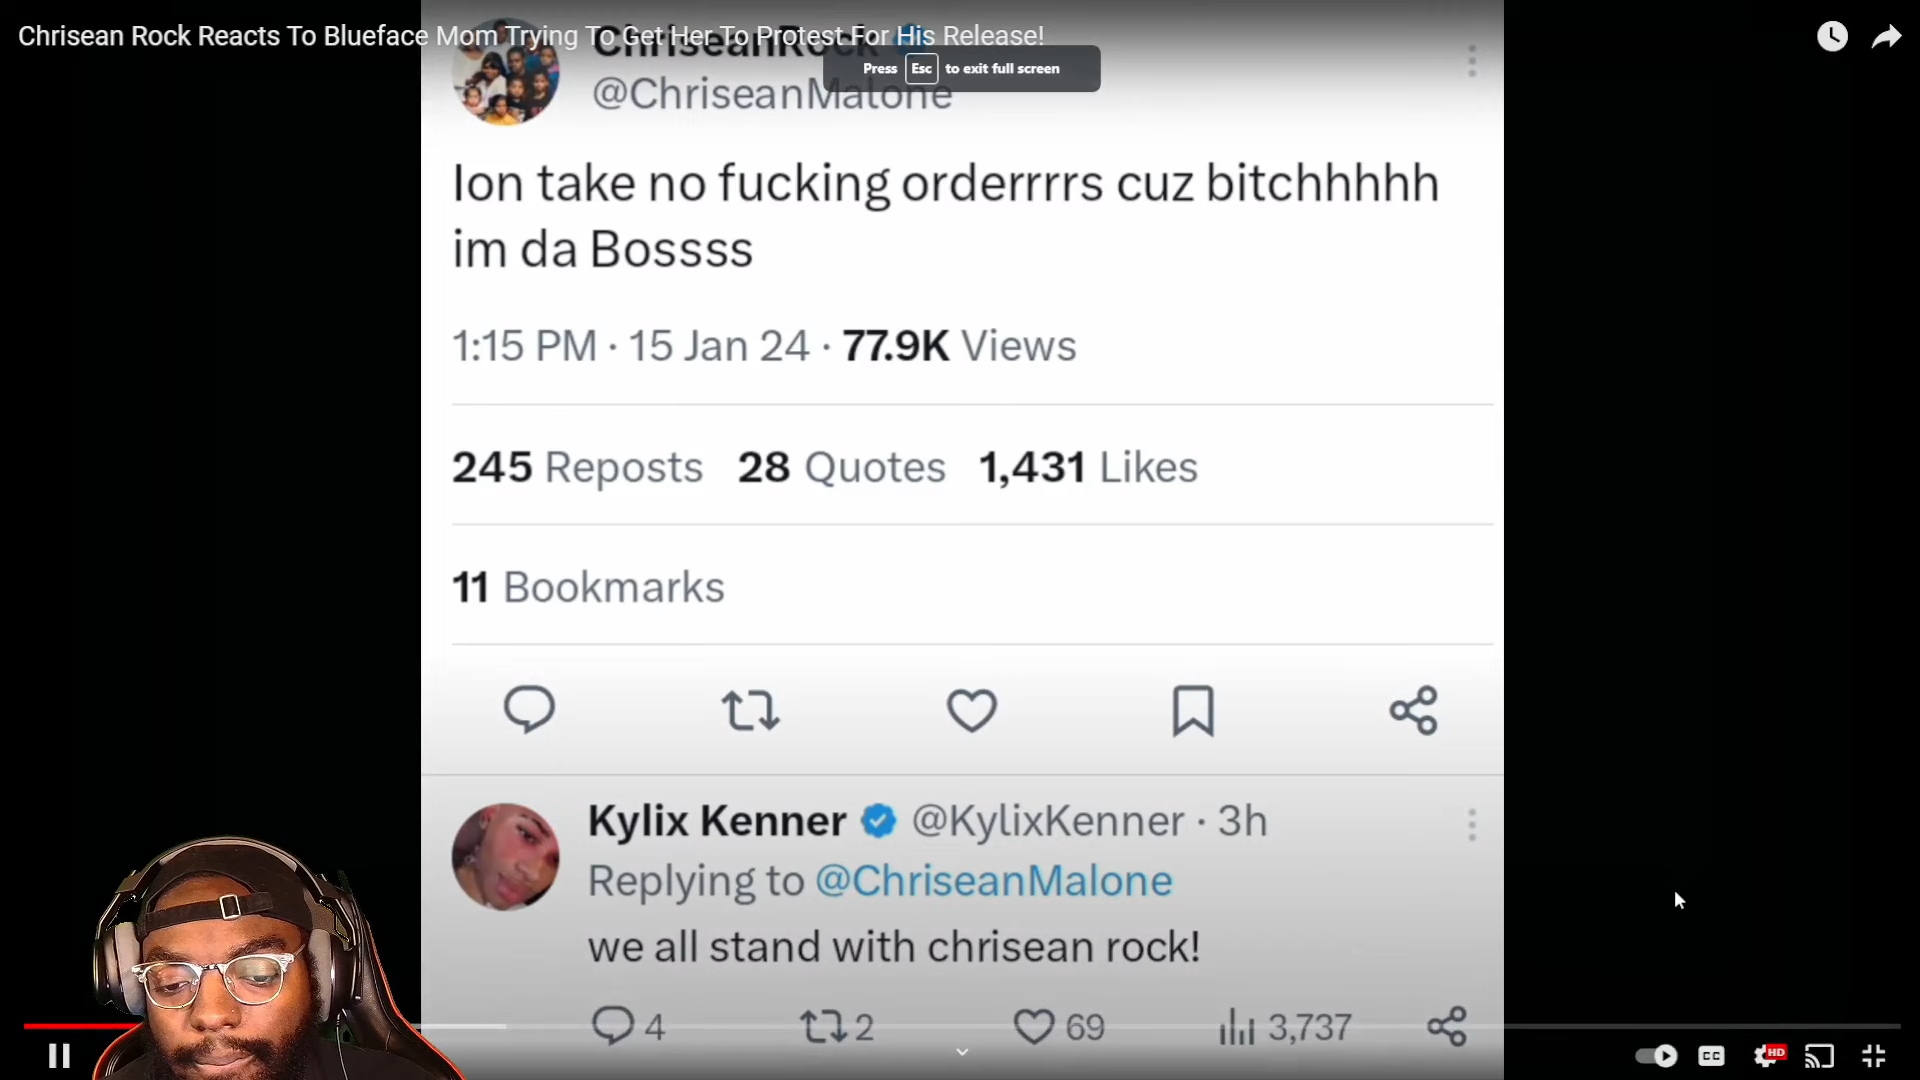 Chrisean Rock Reacts To Blueface Mom Trying To Get Her To Protest For His Release!
ChriseanRock
Press Esc to exit full screen
@ChriseanMalone
Ion take no fucking orderrrrs cuz bitchhhhh
im da Bossss
1:15 PM · 15 Jan 24 · 77.9K Views
245 Reposts 28 Quotes 1,431 Likes
11 Bookmarks
Kylix Kenner @KylixKenner · 3h
Replying to @ChriseanMalone
we all stand with chrisean rock!
4 2 69 3,737
CC HD